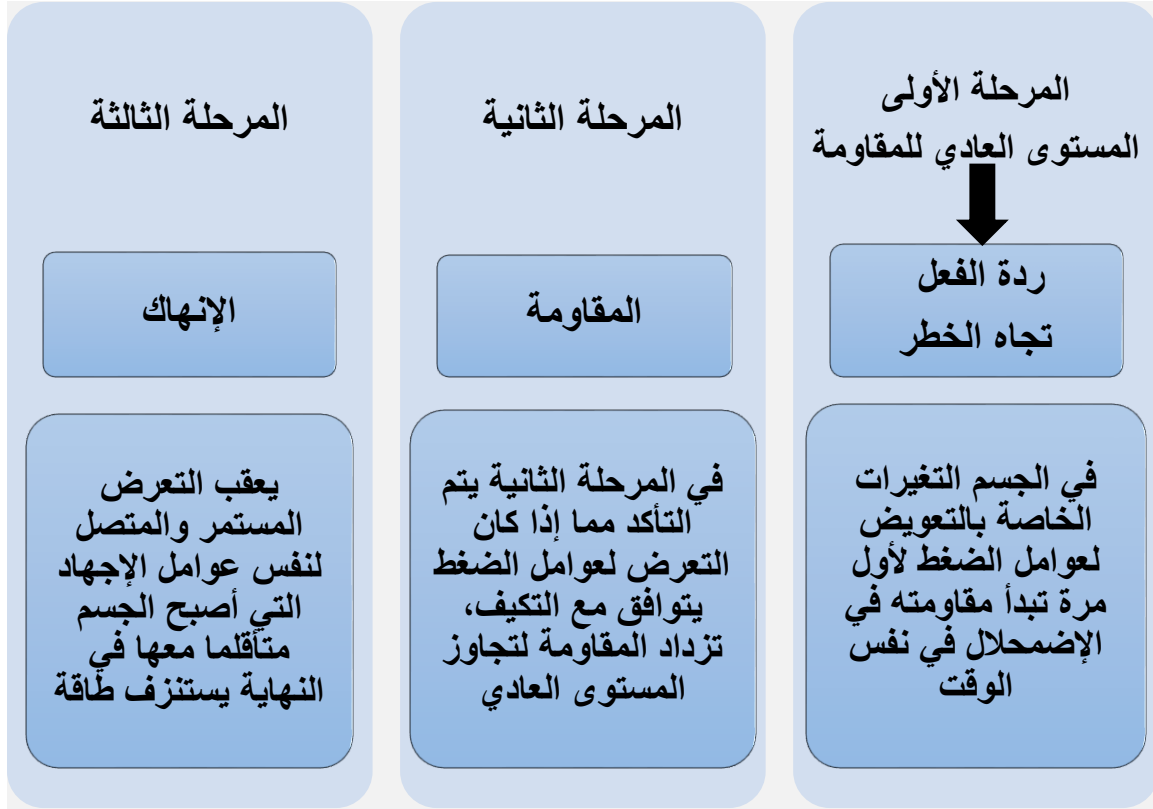 المرحلة الأولى
المستوى العادي للمقاومة
ردة الفعل
تجاه الخطر
في الجسم التغيرات
الخاصة بالتعويض
لعوامل الضغط لأول
مرة تبدأ مقاومته في
الإضمحلال في نفس
الوقت
المرحلة الثانية
المقاومة
في المرحلة الثانية يتم
التأكد مما إذا كان
التعرض لعوامل الضغط
يتوافق مع التكيف،
تزداد المقاومة لتجاوز
المستوى العادي
المرحلة الثالثة
الإنهاك
يعقب التعرض
المستمر والمتصل
لنفس عوامل الإجهاد
التي أصبح الجسم
متأقلما معها في
النهاية يستنزف طاقة